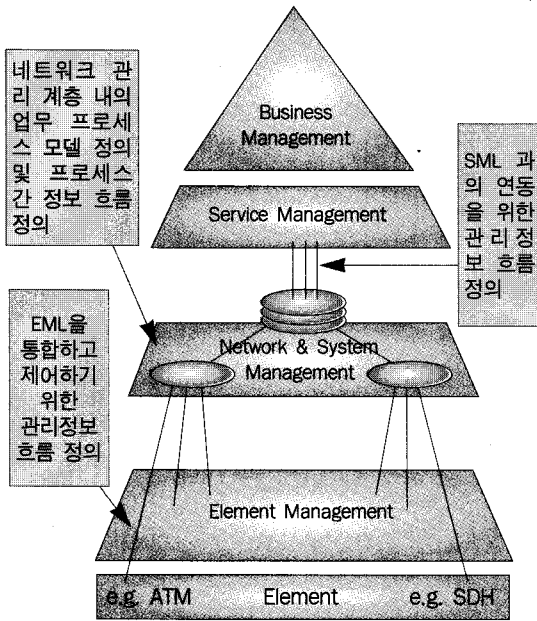 네트워크 관
리 계층 내의
업무 프로세
스 모델 정의
및 프로세스
간 정보 흐름
정의
Business
Management
SML 과
의 연동
을 위한
관리정
보 흐름
정의
Service Management
EML을
통합하고
제어하기
위한
관리정보
흐름 정의
Network & System
Management
Element Management
e.g. ATM Element e.g. SDH